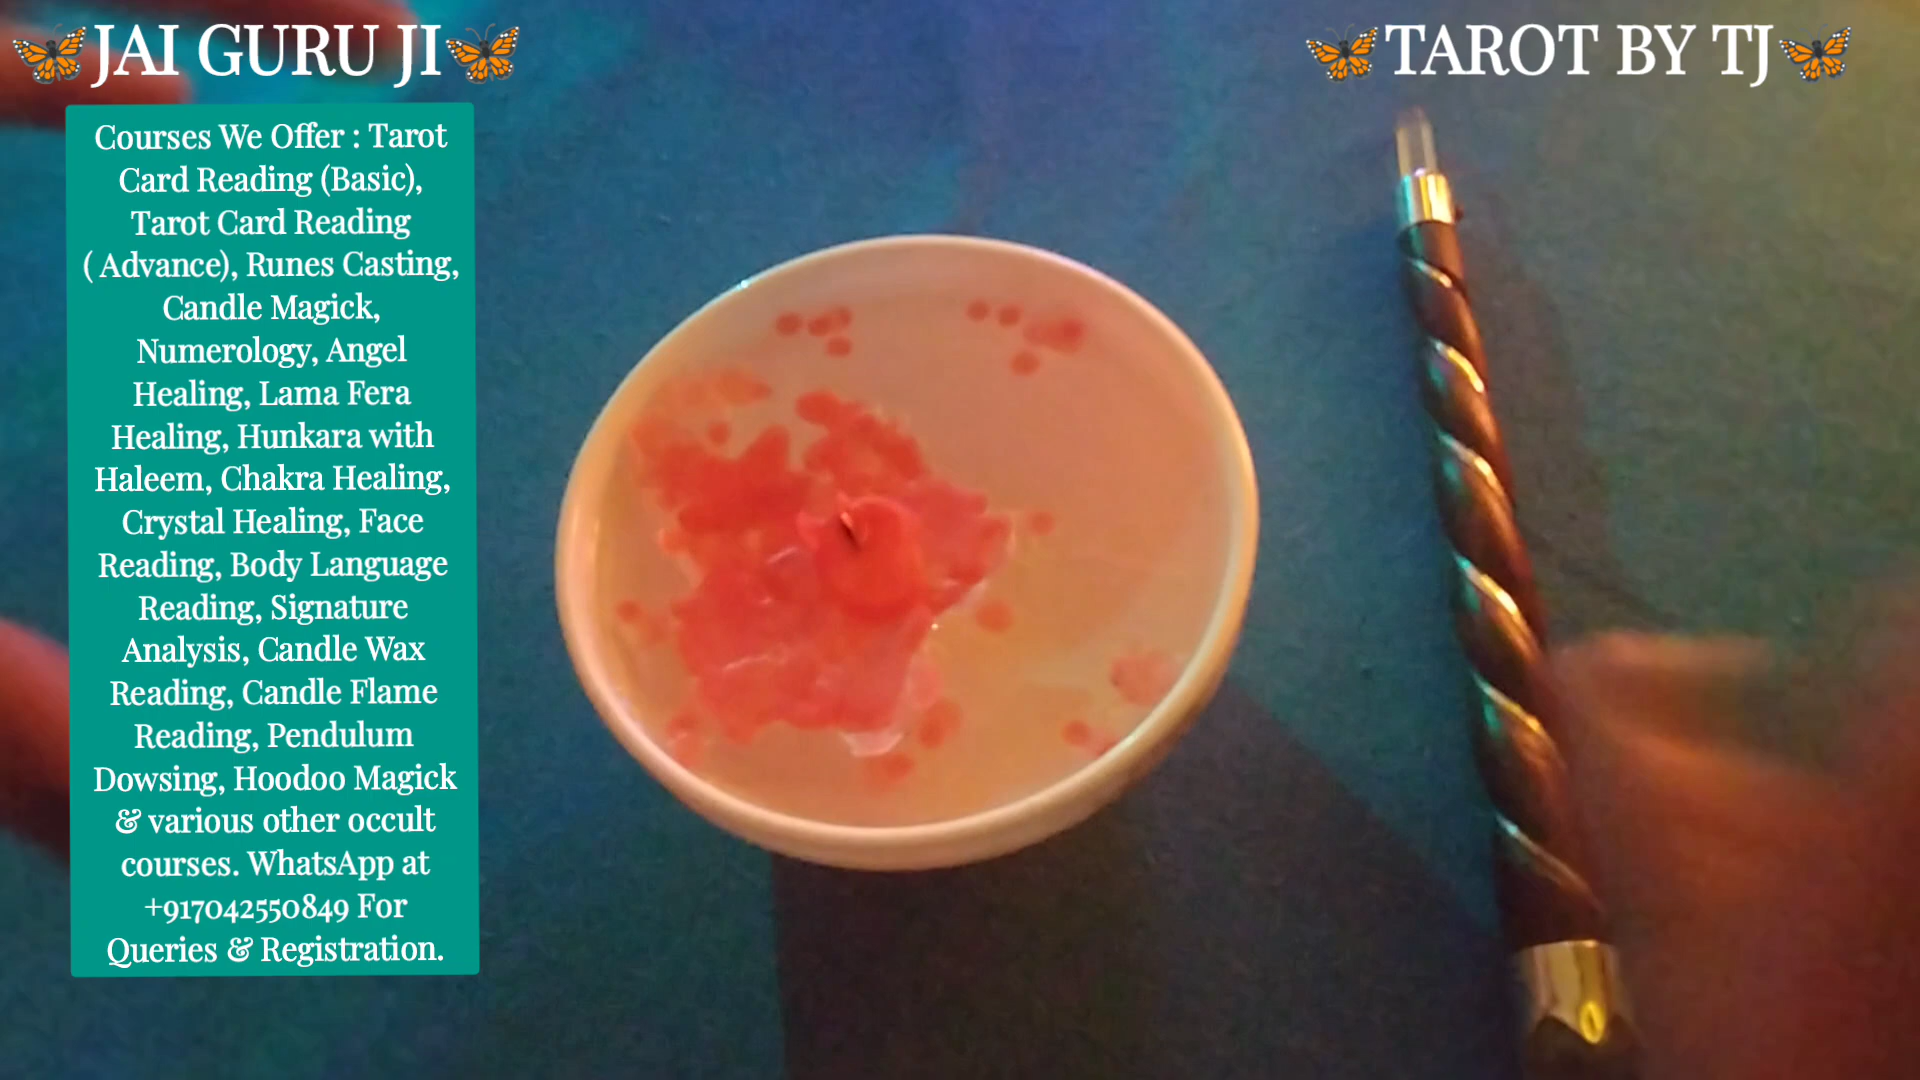 🦋JAI GURU JI🦋
🦋TAROT BY TJ🦋
Courses We Offer : Tarot
Card Reading (Basic),
Tarot Card Reading
( Advance), Runes Casting,
Candle Magick,
Numerology, Angel
Healing, Lama Fera
Healing, Hunkara with
Haleem, Chakra Healing,
Crystal Healing, Face
Reading, Body Language
Reading, Signature
Analysis, Candle Wax
Reading, Candle Flame
Reading, Pendulum
Dowsing, Hoodoo Magick
& various other occult
courses. WhatsApp at
+917042550849 For
Queries & Registration.